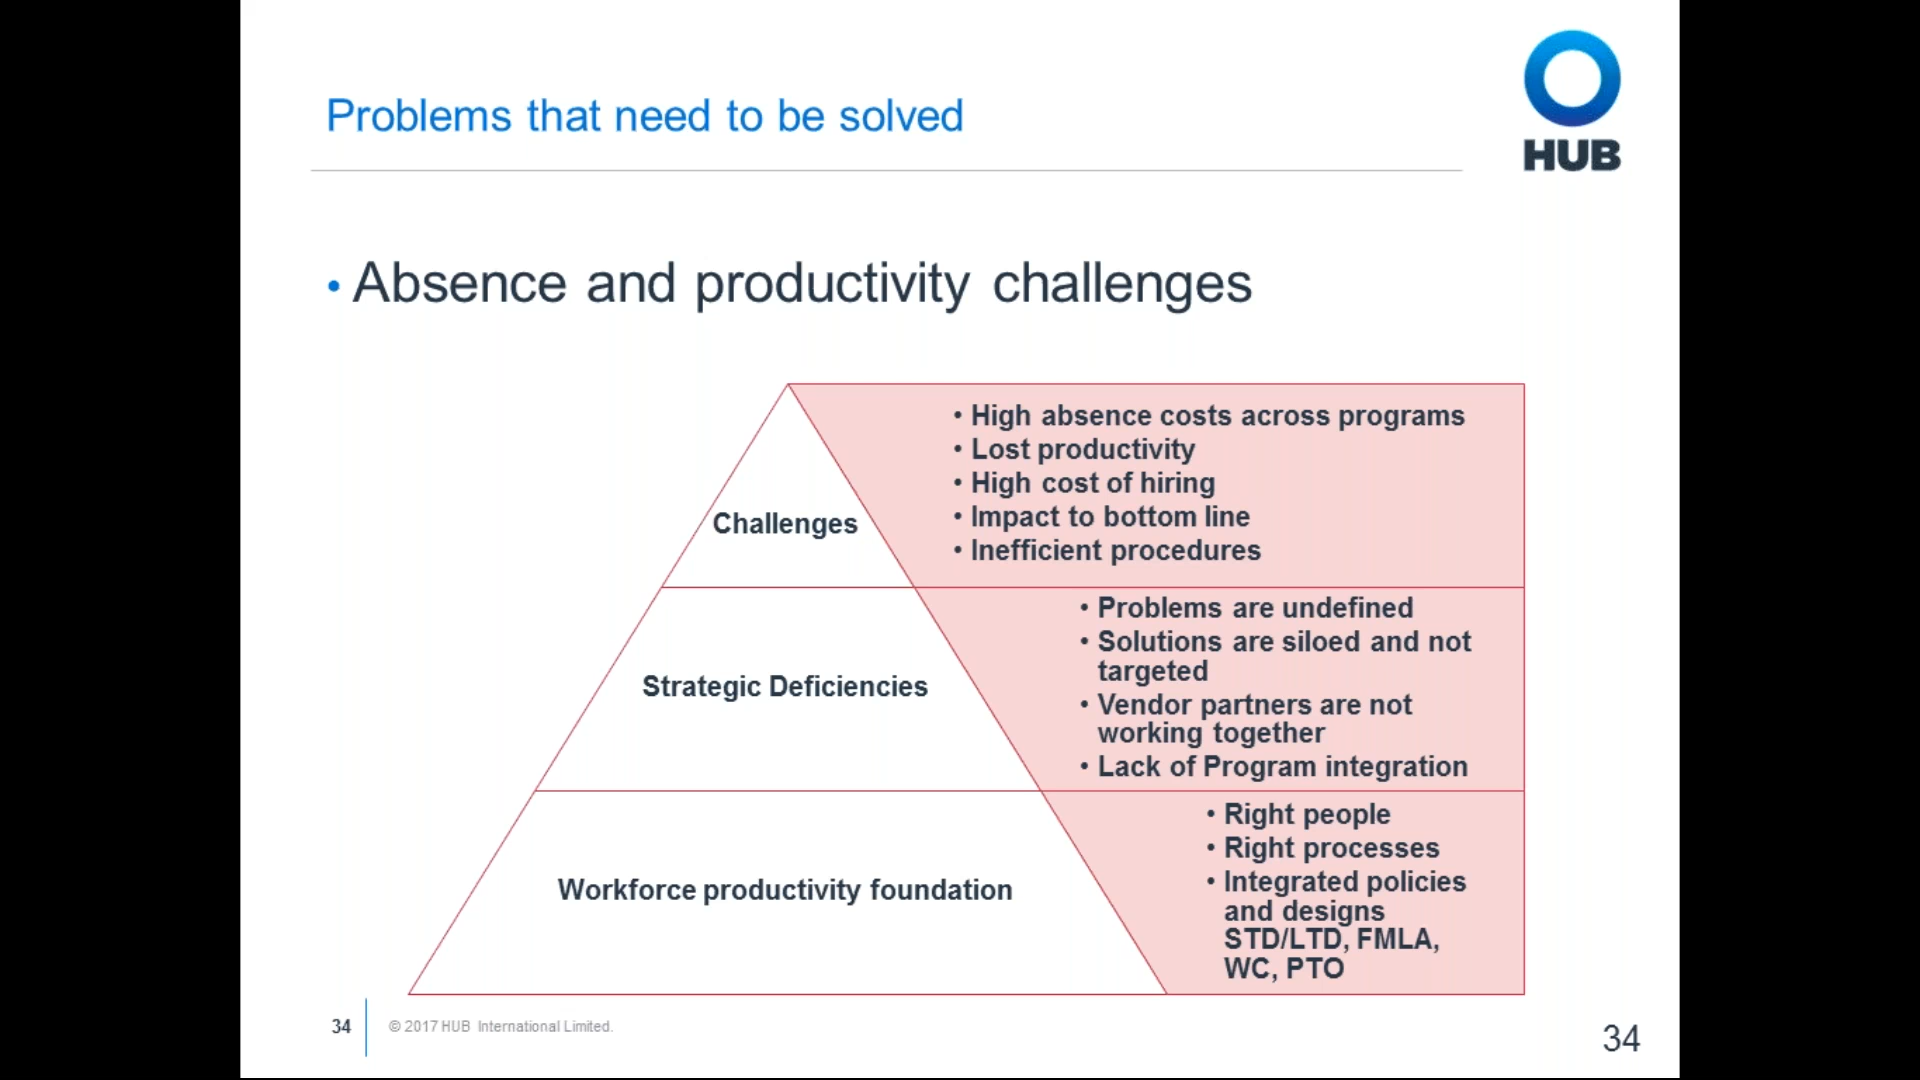 HUB
Problems that need to be solved
• Absence and productivity challenges
Challenges
• High absence costs across programs
• Lost productivity
• High cost of hiring
• Impact to bottom line
• Inefficient procedures
Strategic Deficiencies
• Problems are undefined
• Solutions are siloed and not
targeted
• Vendor partners are not
working together
• Lack of Program integration
Workforce productivity foundation
• Right people
• Right processes
• Integrated policies
and designs
STD/LTD, FMLA,
WC, PTO
34
© 2017 HUB International Limited.
34